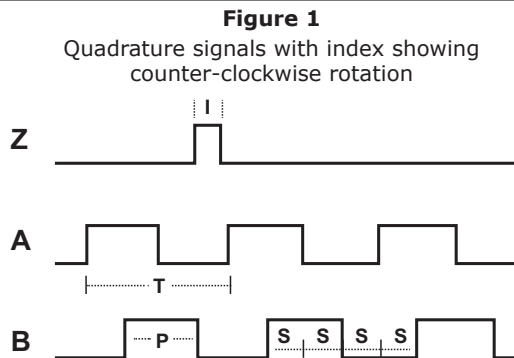 Figure 1
Quadrature signals with index showing
counter-clockwise rotation
I
Z
A
T
B
P
S S S S